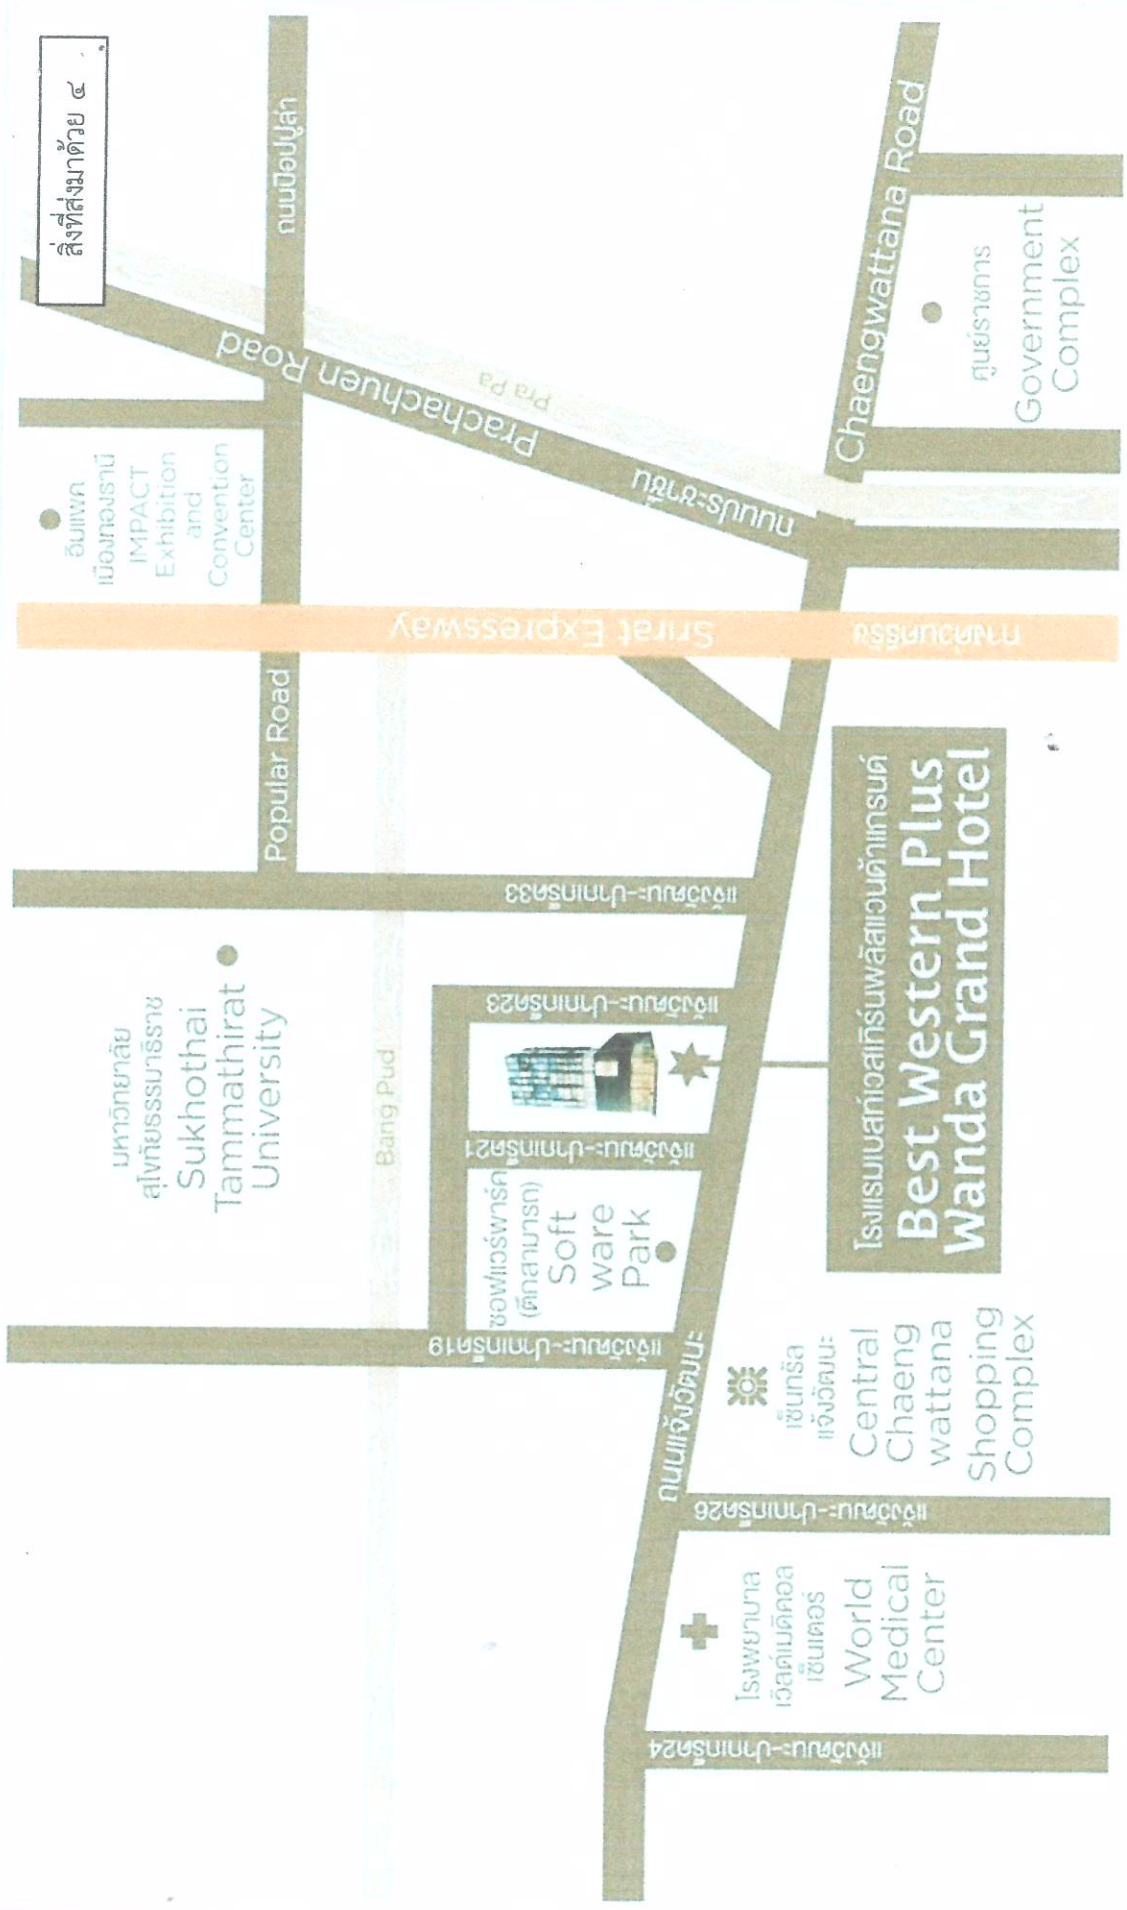 สิ่งที่ส่งมาด้วย ๔
ถนนป๊อปปูล่า
Prachachuen Road
ถนนประชาชื่น
Pra Pa
Chaengwattana Road
ศูนย์ราชการ
Government
Complex
อิมแพค
เมืองทองธานี
IMPACT
Exhibition
and
Convention
Center
Srirat Expressway
ทางด่วนศรีรัช
Popular Road
แจ้งวัฒนะ-ปากเกร็ด33
มหาวิทยาลัย
สุโขทัยธรรมาธิราช
Sukhothai
Tammathirat
University
Bang Pud
แจ้งวัฒนะ-ปากเกร็ด23
แจ้งวัฒนะ-ปากเกร็ด21
ซอฟแวร์พาร์ค
(ตึกสามารถ)
Soft
ware
Park
แจ้งวัฒนะ-ปากเกร็ด19
โรงแรมเบสท์เวสเทิร์นพลัสแวนด้าแกรนด์
Best Western Plus
Wanda Grand Hotel
ถนนแจ้งวัฒนะ
เซ็นทรัล
แจ้งวัฒนะ
Central
Chaeng
wattana
Shopping
Complex
แจ้งวัฒนะ-ปากเกร็ด26
โรงพยาบาล
เวิลด์เมดิคอล
เซ็นเตอร์
World
Medical
Center
แจ้งวัฒนะ-ปากเกร็ด24